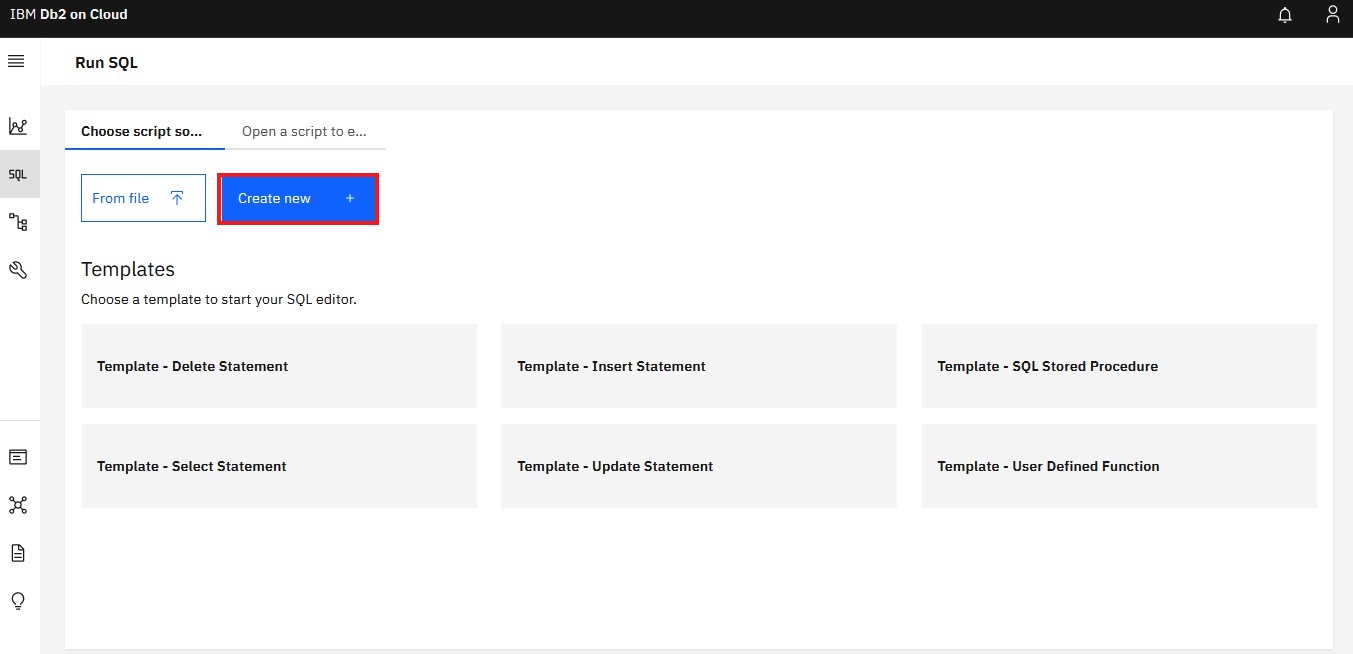 IBM Db2 on Cloud
Run SQL
Choose script so...
Open a script to e...
SQL
From file
Create new +
Templates
Choose a template to start your SQL editor.
Template - Delete Statement
Template - Insert Statement
Template - SQL Stored Procedure
Template - Select Statement
Template - Update Statement
Template - User Defined Function